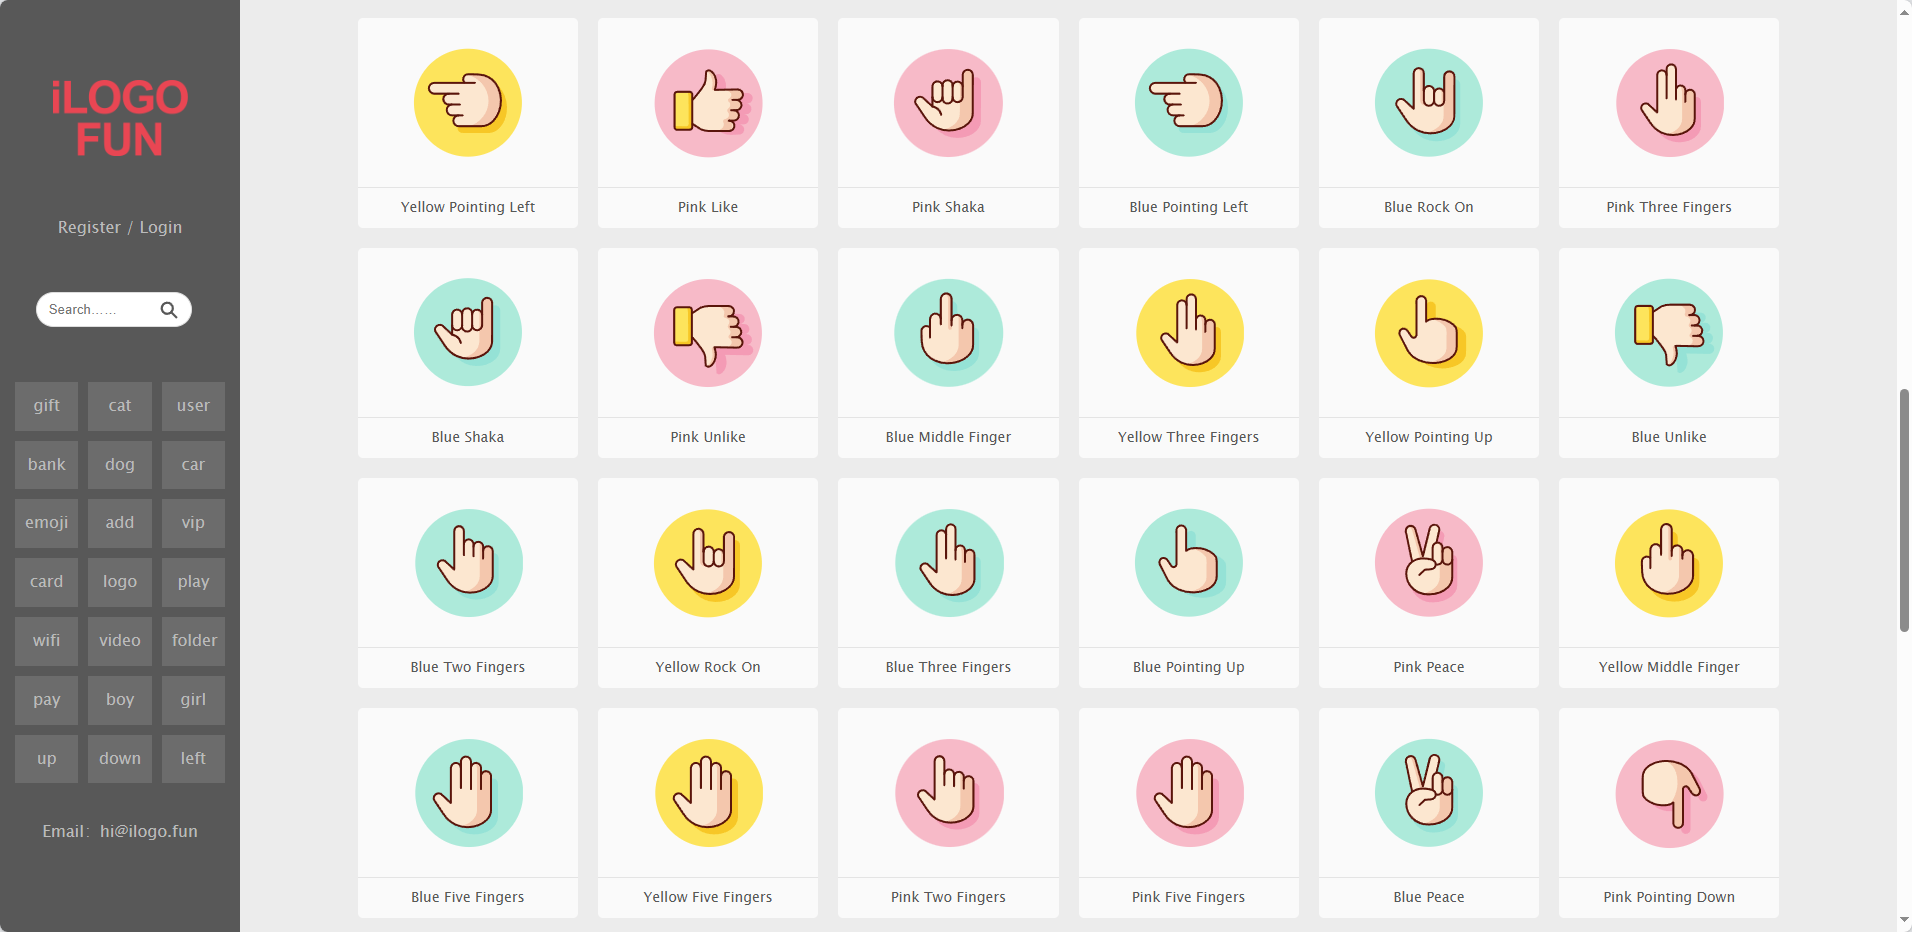 iLOGO
FUN
Register / Login
Search......
gift cat user
bank dog car
emoji add vip
card logo play
wifi video folder
pay boy girl
up down left
Email: hi@ilogo.fun
Yellow Pointing Left
Pink Like
Pink Shaka
Blue Pointing Left
Blue Rock On
Pink Three Fingers
Blue Shaka
Pink Unlike
Blue Middle Finger
Yellow Three Fingers
Yellow Pointing Up
Blue Unlike
Blue Two Fingers
Yellow Rock On
Blue Three Fingers
Blue Pointing Up
Pink Peace
Yellow Middle Finger
Blue Five Fingers
Yellow Five Fingers
Pink Two Fingers
Pink Five Fingers
Blue Peace
Pink Pointing Down